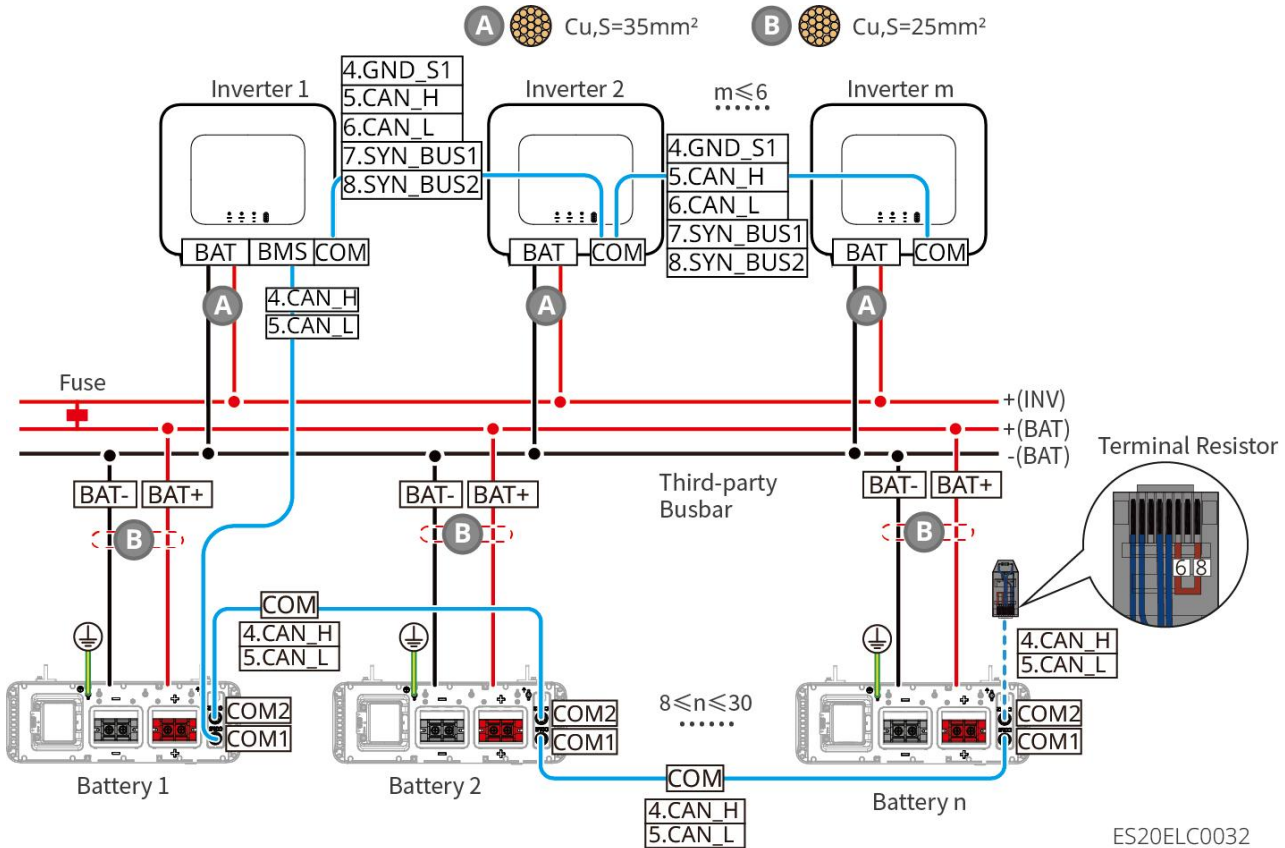 A Cu,S=35mm²
B Cu,S=25mm²
Inverter 1
4.GND_S1
5.CAN_H
6.CAN_L
7.SYN_BUS1
8.SYN_BUS2
Inverter 2
m≤6
4.GND_S1
5.CAN_H
6.CAN_L
7.SYN_BUS1
8.SYN_BUS2
Inverter m
BAT BMS COM
BAT COM
BAT COM
A
4.CAN_H
5.CAN_L
A
A
Fuse
+(INV)
+(BAT)
-(BAT)
Third-party
Busbar
Terminal Resistor
6 8
BAT- BAT+
B
BAT- BAT+
B
BAT- BAT+
B
COM
4.CAN_H
5.CAN_L
4.CAN_H
5.CAN_L
- +
- +
COM2
COM1
- +
- +
COM2
COM1
8≤n≤30
- +
- +
COM2
COM1
Battery 1
Battery 2
COM
4.CAN_H
5.CAN_L
Battery n
ES20ELC0032